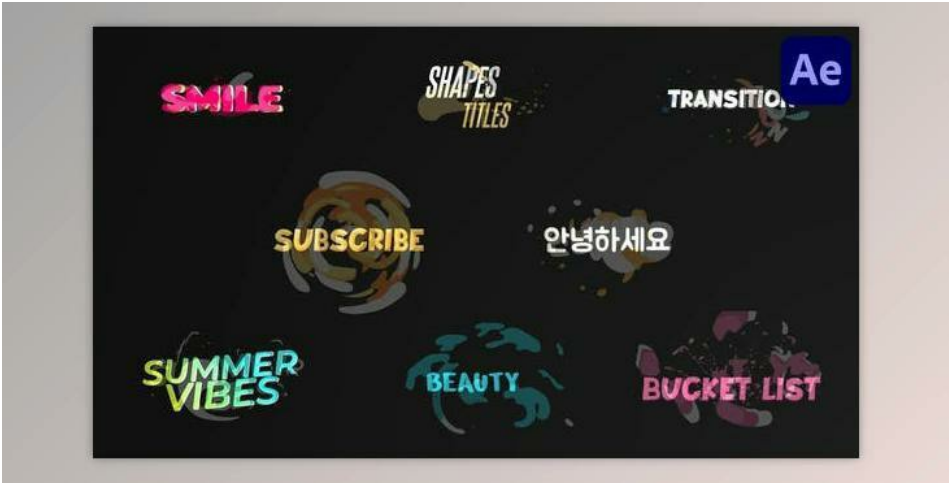 SMILE
SHAPES
TITLES
TRANSITION
Ae
SUBSCRIBE
안녕하세요
SUMMER
VIBES
BEAUTY
BUCKET LIST